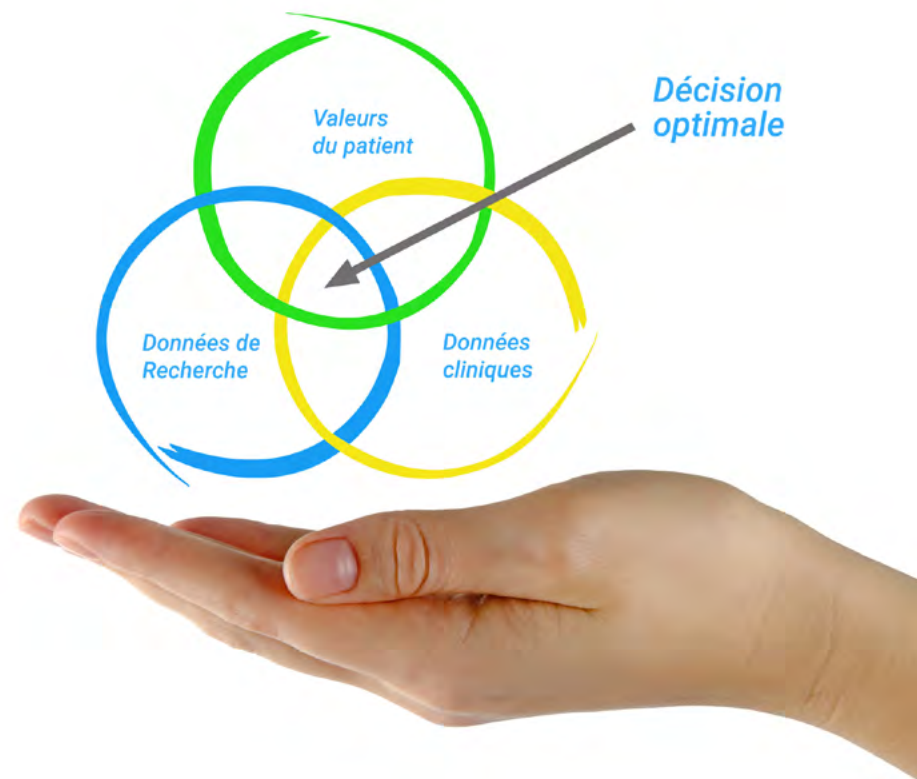 Valeurs
du patient
Décision
optimale
Données de
Recherche
Données
cliniques